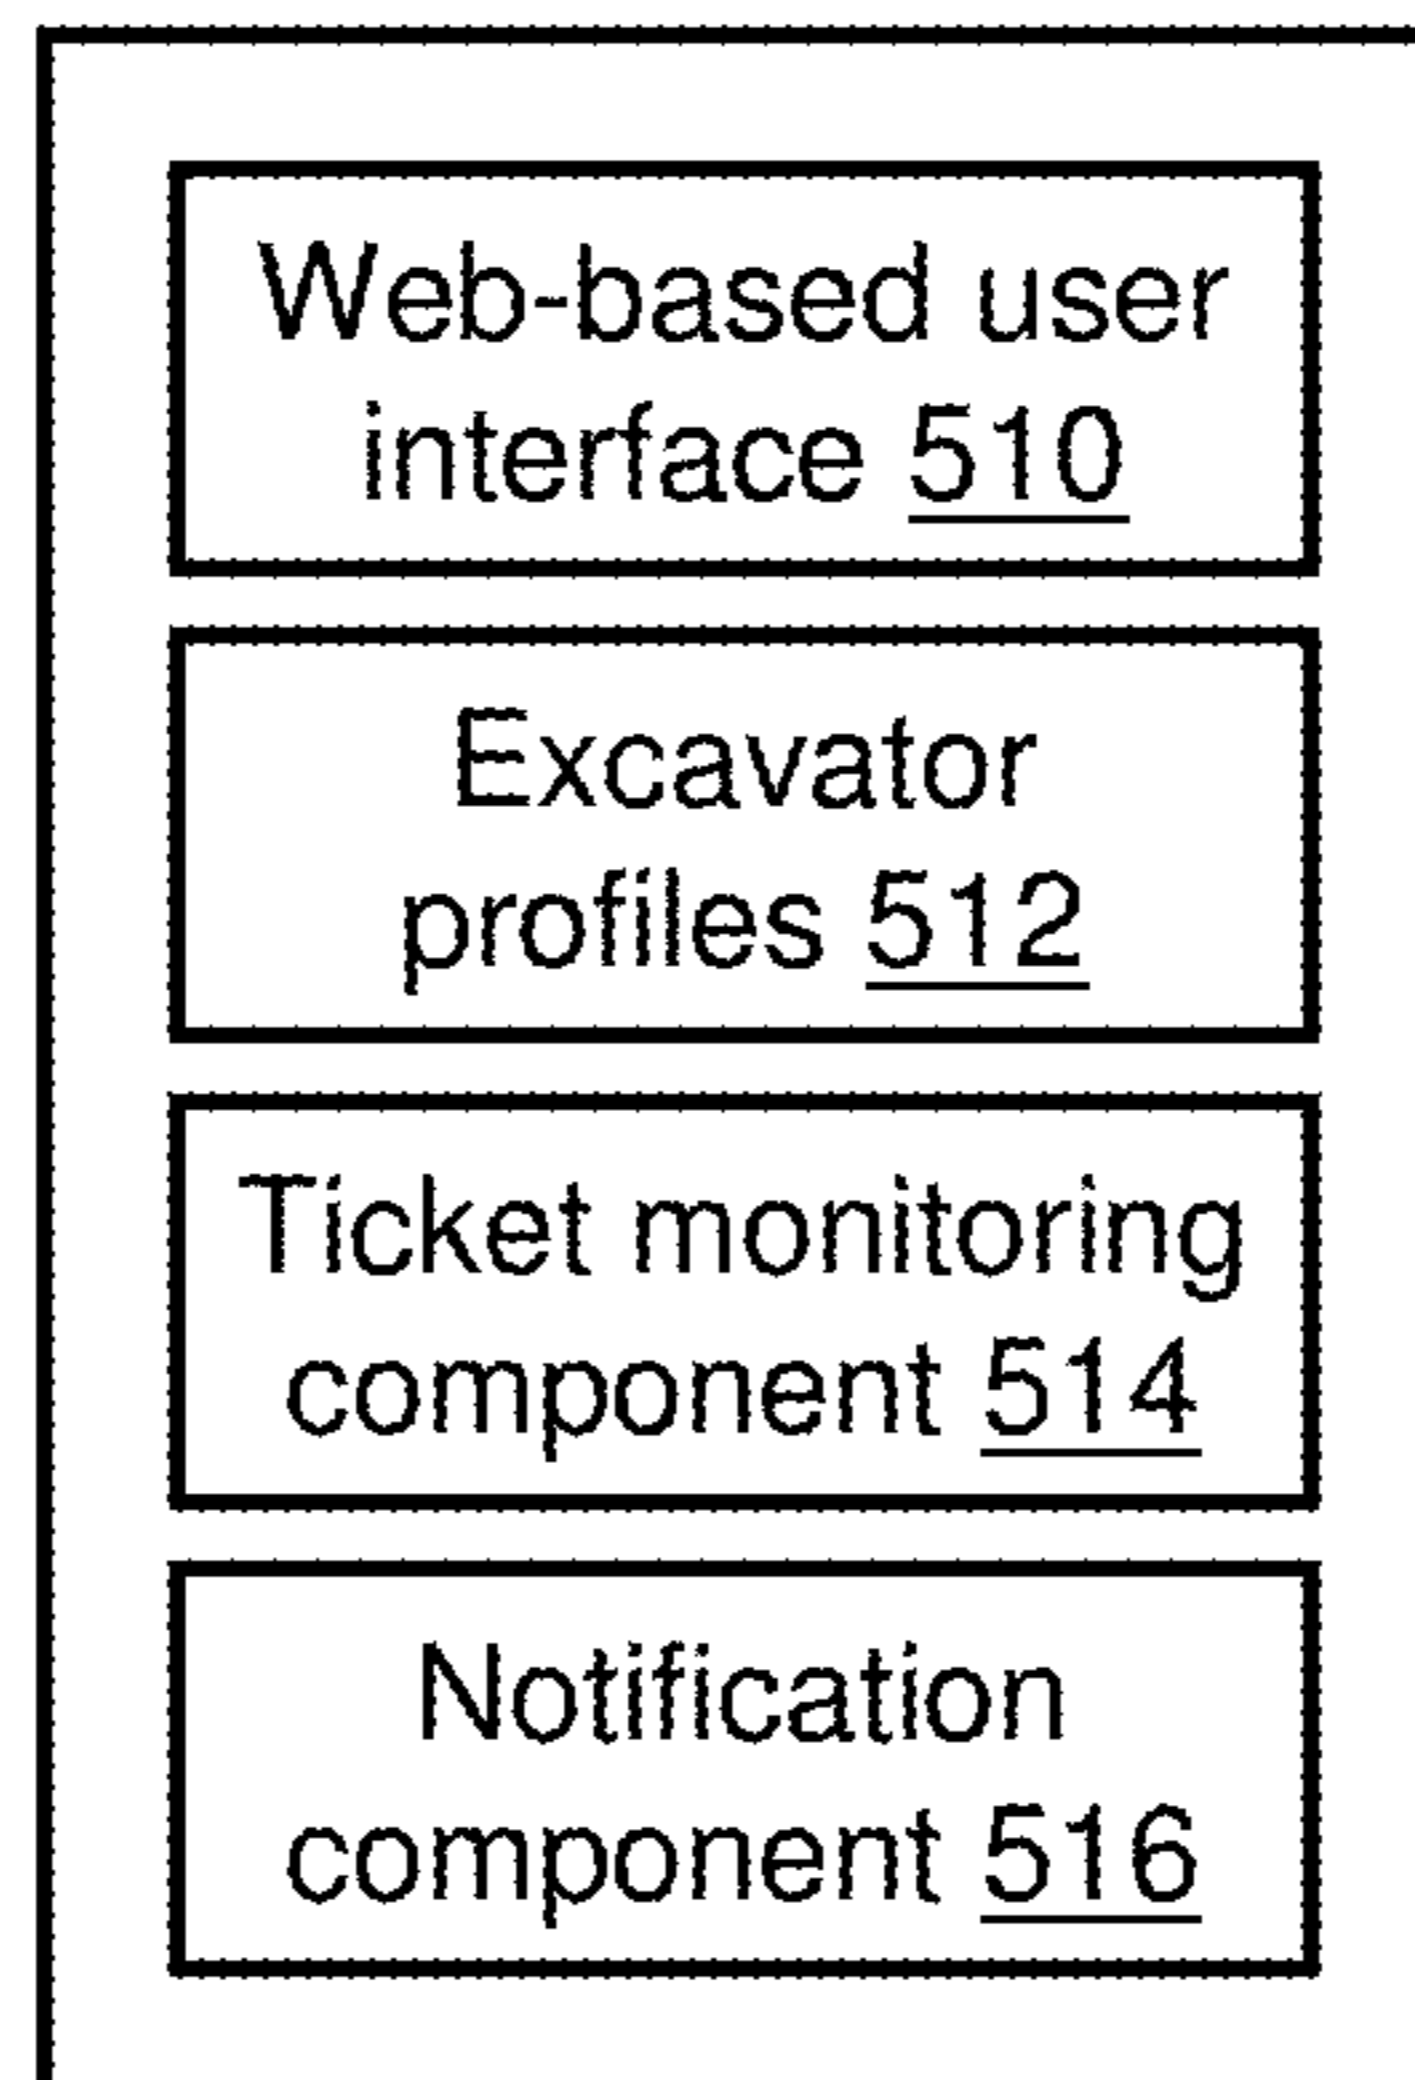 Web-based user
interface 510
Excavator
profiles 512
Ticket monitoring
component 514
Notification
component 516